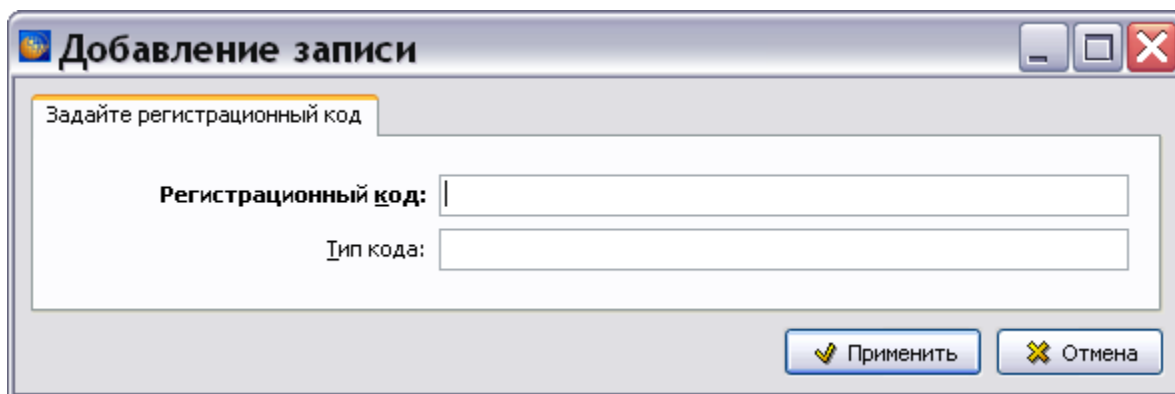 Добавление записи
Задайте регистрационный код
Регистрационный код:
Тип кода:
Применить
Отмена